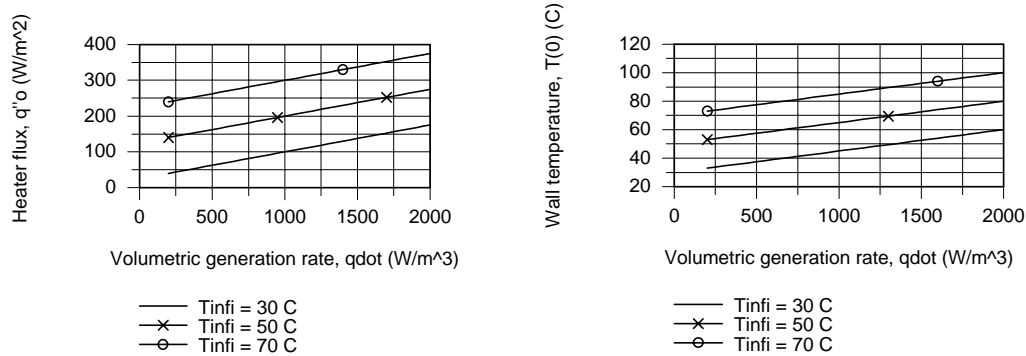 Heater flux, q"o (W/m^2)
400
300
200
100
0
0 500 1000 1500 2000
Volumetric generation rate, qdot (W/m^3)
Tinfi = 30 C
Tinfi = 50 C
Tinfi = 70 C
Wall temperature, T(0) (C)
120
100
80
60
40
20
0 500 1000 1500 2000
Volumetric generation rate, qdot (W/m^3)
Tinfi = 30 C
Tinfi = 50 C
Tinfi = 70 C